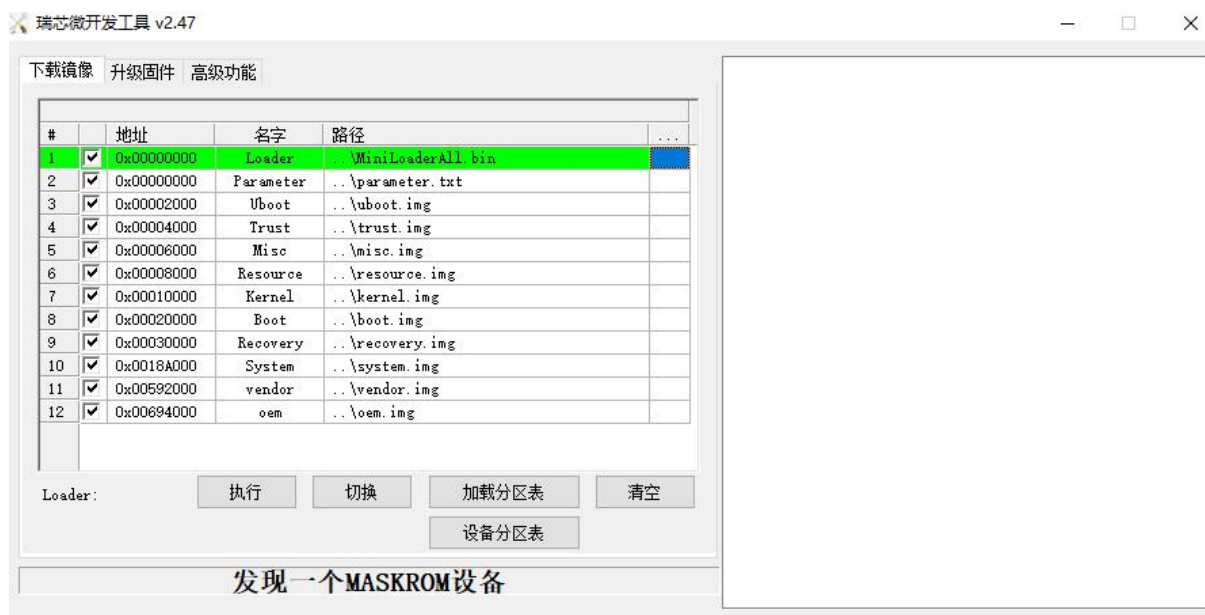 瑞芯微开发工具 v2.47
下载镜像 升级固件 高级功能
# 地址 名字 路径 ...
1 0x00000000 Loader ..\MiniLoaderAll.bin
2 0x00000000 Parameter ..\parameter.txt
3 0x00002000 Uboot ..\uboot.img
4 0x00004000 Trust ..\trust.img
5 0x00006000 Misc ..\misc.img
6 0x00008000 Resource ..\resource.img
7 0x00010000 Kernel ..\kernel.img
8 0x00020000 Boot ..\boot.img
9 0x00030000 Recovery ..\recovery.img
10 0x0018A000 System ..\system.img
11 0x00592000 vendor ..\vendor.img
12 0x00694000 oem ..\oem.img
Loader: 执行 切换 加载分区表 清空
设备分区表
发现一个MASKROM设备